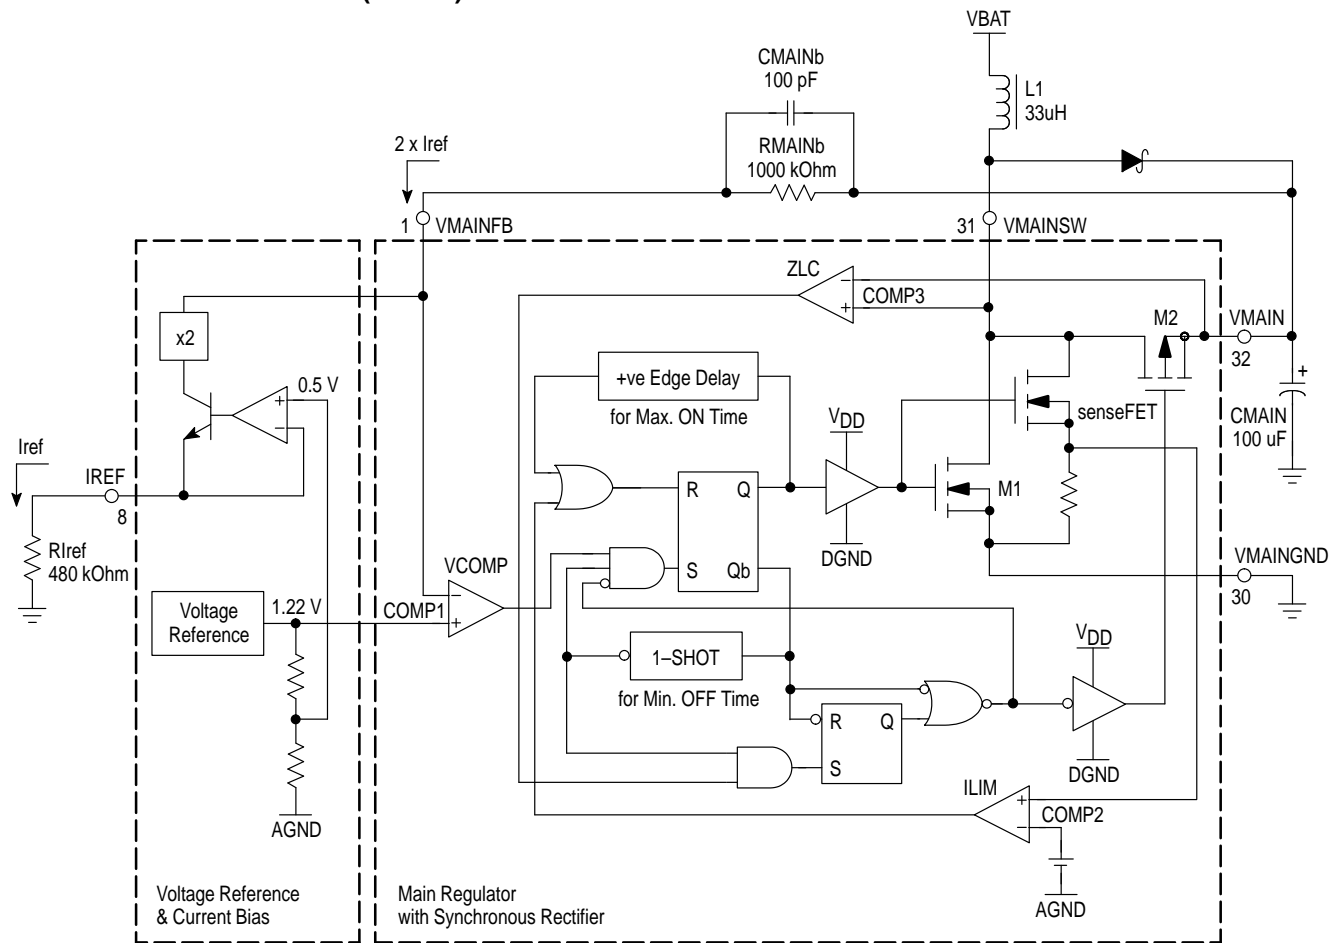 VBAT
CMAINb
100 pF
L1
33uH
2 x Iref
RMAINb
1000 kOhm
1
VMAINFB
31
VMAINSW
ZLC
COMP3
–
+
M2
VMAIN
32
x2
+ve Edge Delay
for Max. ON Time
0.5 V
+
–
VDD
senseFET
+
CMAIN
100 uF
Iref
IREF
8
R
Q
M1
DGND
RIref
480 kOhm
VCOMP
S
Qb
VMAINGND
30
Voltage
Reference
1.22 V
COMP1
–
+
1–SHOT
for Min. OFF Time
VDD
R
Q
S
DGND
ILIM
+
–
COMP2
AGND
AGND
Voltage Reference
& Current Bias
Main Regulator
with Synchronous Rectifier